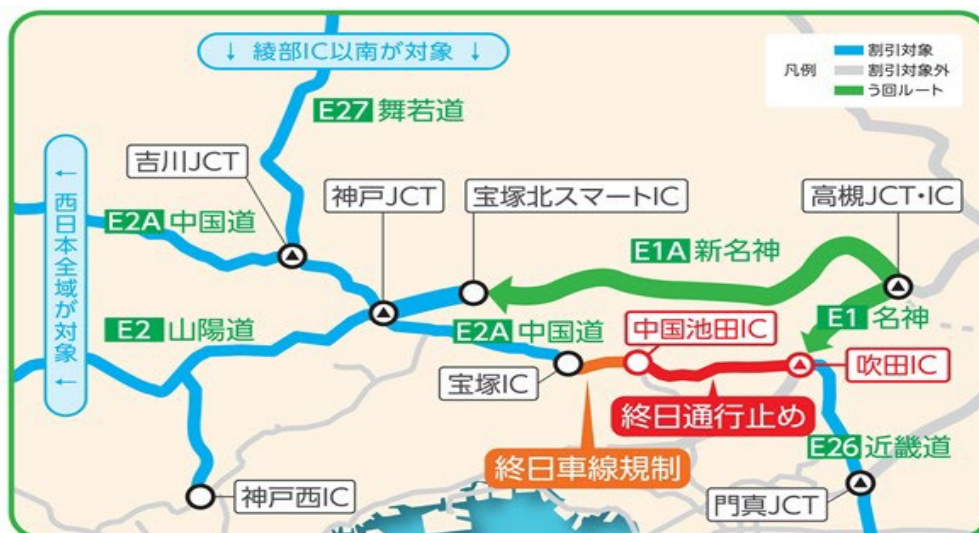 ↓ 綾部IC以南が対象 ↓
凡例
割引対象
割引対象外
う回ルート
E27 舞若道
吉川JCT
神戸JCT
宝塚北スマートIC
高槻JCT・IC
← 西日本全域が対象 ←
E2A 中国道
E1A 新名神
E2 山陽道
E2A 中国道
中国池田IC
E1 名神
宝塚IC
吹田IC
終日通行止め
終日車線規制
E26 近畿道
神戸西IC
門真JCT